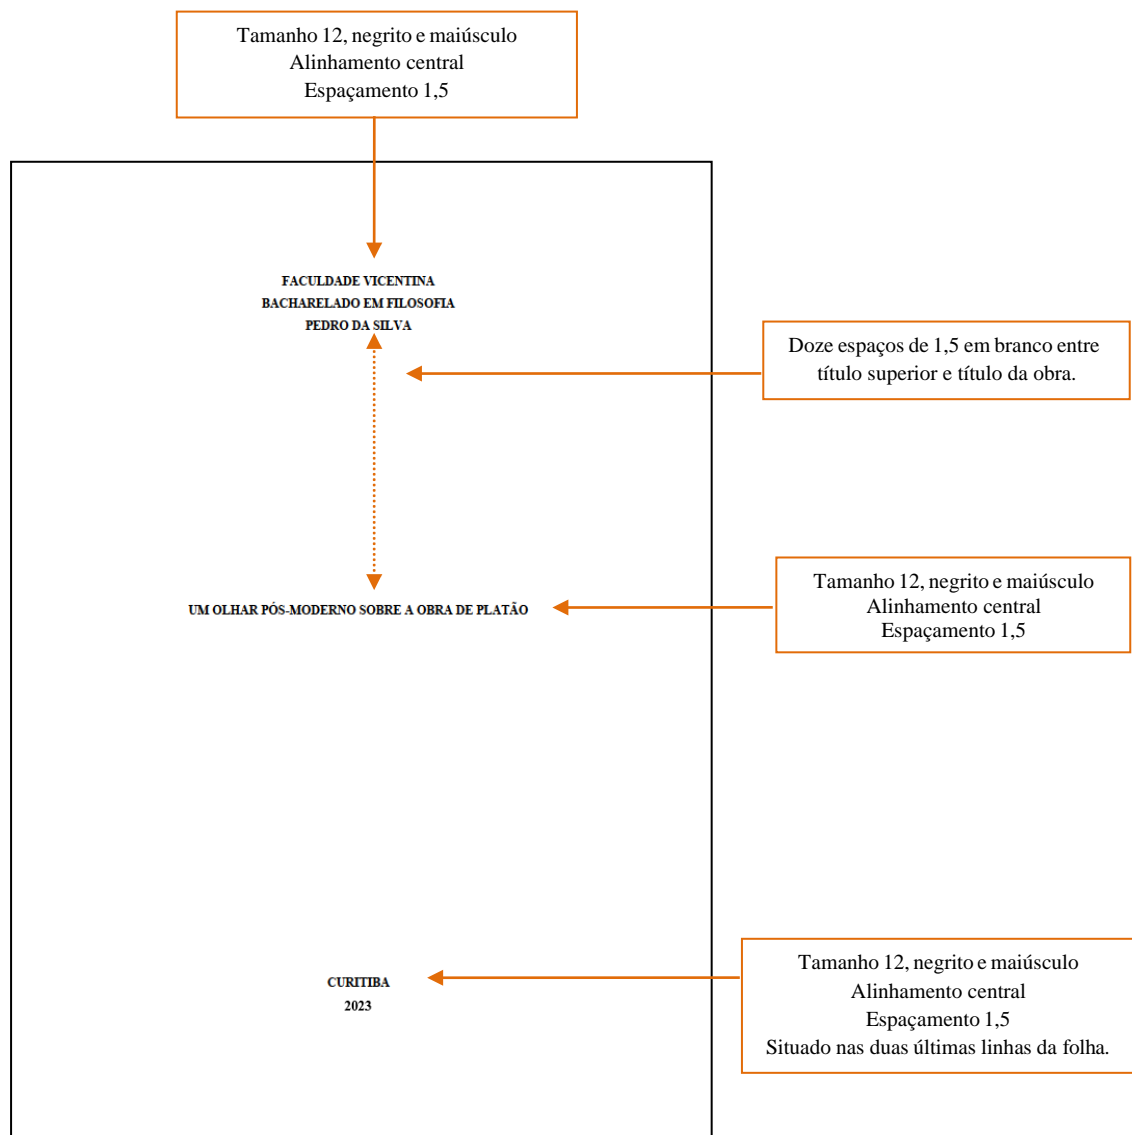 Tamanho 12, negrito e maiúsculo
Alinhamento central
Espaçamento 1,5
FACULDADE VICENTINA
BACHARELADO EM FILOSOFIA
PEDRO DA SILVA
Doze espaços de 1,5 em branco entre
título superior e título da obra.
UM OLHAR PÓS-MODERNO SOBRE A OBRA DE PLATÃO
Tamanho 12, negrito e maiúsculo
Alinhamento central
Espaçamento 1,5
CURITIBA
2023
Tamanho 12, negrito e maiúsculo
Alinhamento central
Espaçamento 1,5
Situado nas duas últimas linhas da folha.